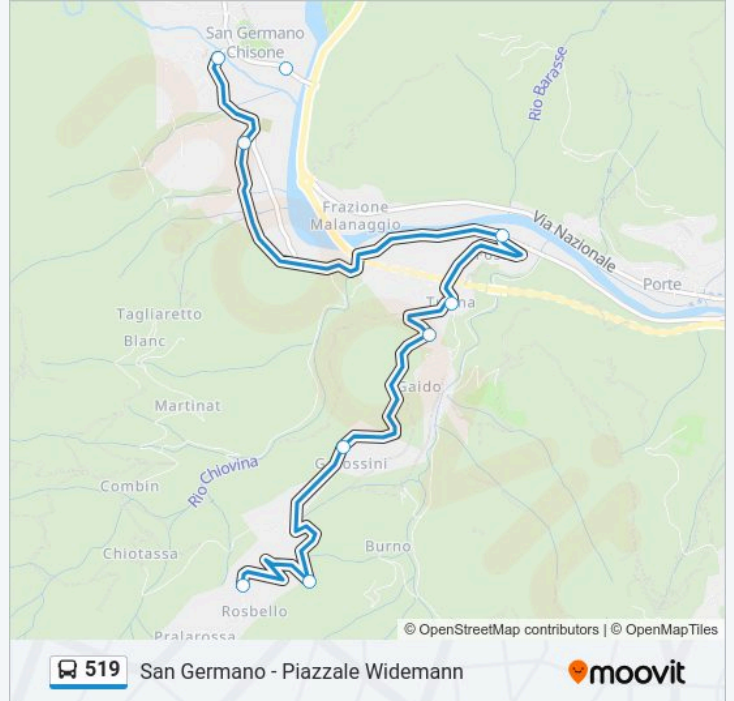 San Germano
Chisone
Rio Barasse
Frazione
Malanaggio
Via Nazionale
Porte
Tagliaretto
Blanc
Gaido
Martinat
Rio Chiovina
Combin
Chiotassa
Burno
Rosbello
Pralarossa
© OpenStreetMap contributors | © OpenMapTiles
519 San Germano - Piazzale Widemann
moovit